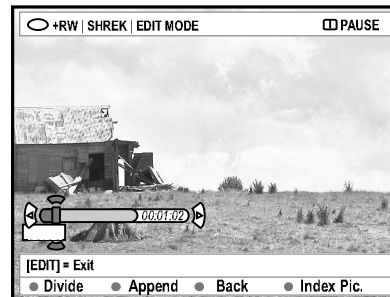 +RW | SHREK | EDIT MODE PAUSE
00:01:02
[EDIT] = Exit
Divide Append Back Index Pic.